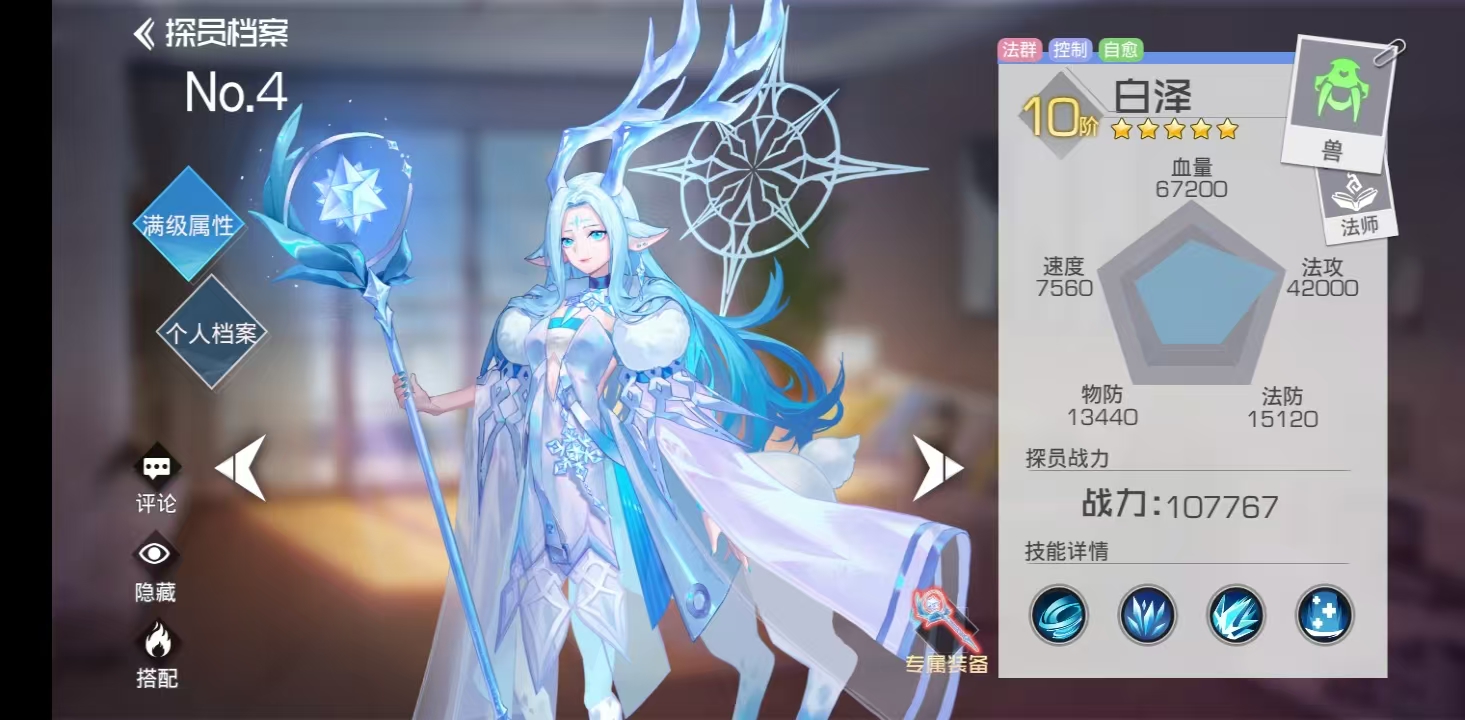 探员档案
No.4
满级属性
个人档案
评论
隐藏
搭配
专属装备
法群 控制 自愈
10阶
白泽
兽
法师
血量
67200
速度
7560
法攻
42000
物防
13440
法防
15120
探员战力
战力:107767
技能详情